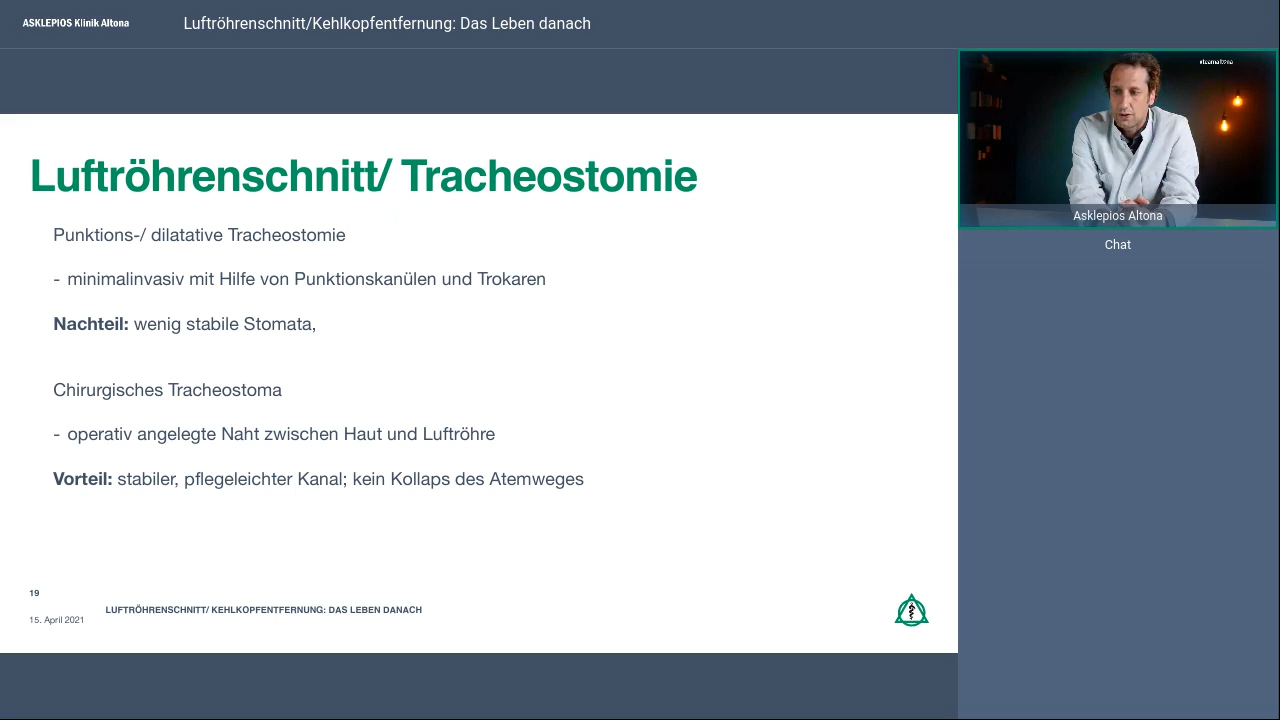 ASKLEPIOS Klinik Altona
Luftröhrenschnitt/Kehlkopfentfernung: Das Leben danach
#teamaltona
Asklepios Altona
Chat
Luftröhrenschnitt/ Tracheostomie
Punktions-/ dilatative Tracheostomie
- minimalinvasiv mit Hilfe von Punktionskanülen und Trokaren
Nachteil: wenig stabile Stomata,
Chirurgisches Tracheostoma
- operativ angelegte Naht zwischen Haut und Luftröhre
Vorteil: stabiler, pflegeleichter Kanal; kein Kollaps des Atemweges
19
LUFTRÖHRENSCHNITT/ KEHLKOPFENTFERNUNG: DAS LEBEN DANACH
15. April 2021